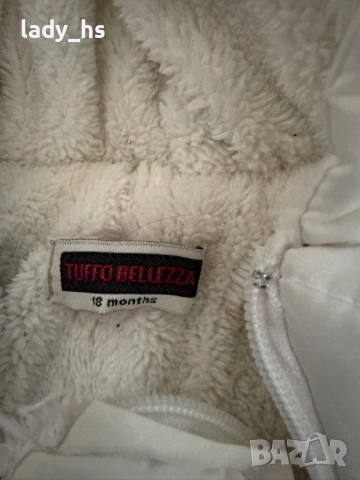 lady_hs
TUFFO BELLEZZA
18 months
BAZAR